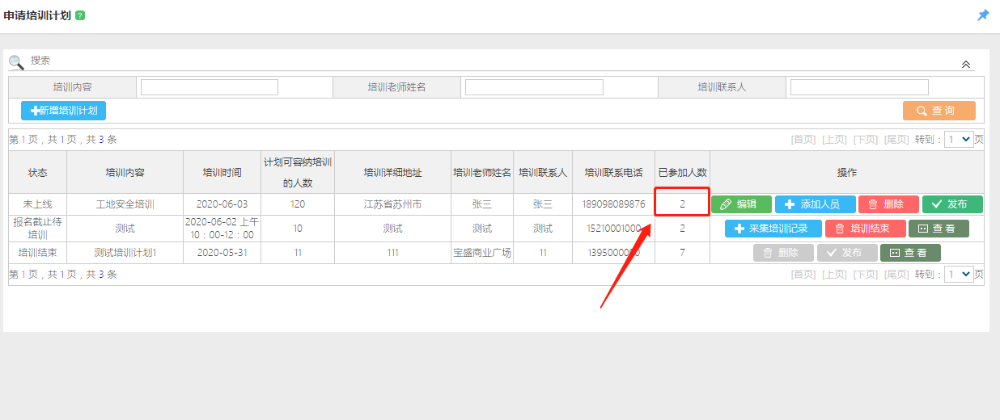 申请培训计划 ?
搜索
培训内容 培训老师姓名 培训联系人
新增培训计划 查 询
第 1 页，共 1 页，共 3 条 [首页] [上页] [下页] [尾页] 转到：1 页
状态 培训内容 培训时间 计划可容纳培训的人数 培训详细地址 培训老师姓名 培训联系人 培训联系电话 已参加人数 操作
未上线 工地安全培训 2020-06-03 120 江苏省苏州市 张三 张三 189098089876 2 编辑 添加人员 删除 发布
报名截止待培训 测试 2020-06-02 上午 10：00-12：00 10 测试 测试 测试 15210001000 2 采集培训记录 培训结束 查 看
培训结束 测试培训计划1 2020-05-31 11 111 宝盛商业广场 11 7 删除 发布 查 看
第 1 页，共 1 页，共 3 条 [首页] [上页] [下页] [尾页] 转到：1 页